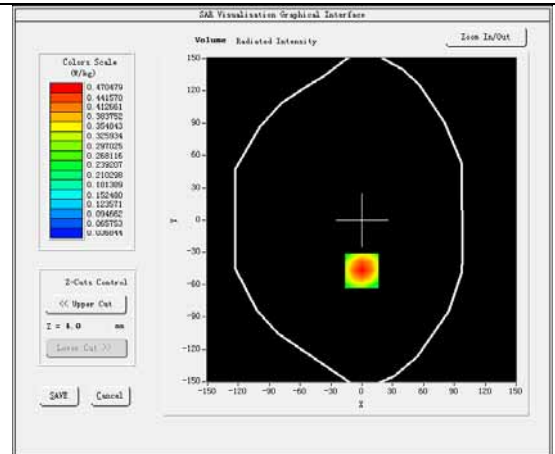 SAR Visualisation Graphical Interface
Volume Radiated Intensity
Zoom In/Out
Colors Scale
(W/kg)
0.470479
0.441570
0.412661
0.383752
0.354843
0.325934
0.297025
0.268116
0.239207
0.210298
0.181389
0.152480
0.123571
0.094662
0.065753
0.036844
Z-Cuts Control
<< Upper Cut
Z = 4.0 mm
Lower Cut >>
SAVE
Cancel
150
120
90
60
30
0
-30
-60
-90
-120
-150
Y
-150 -120 -90 -60 -30 0 30 60 90 120 150
X